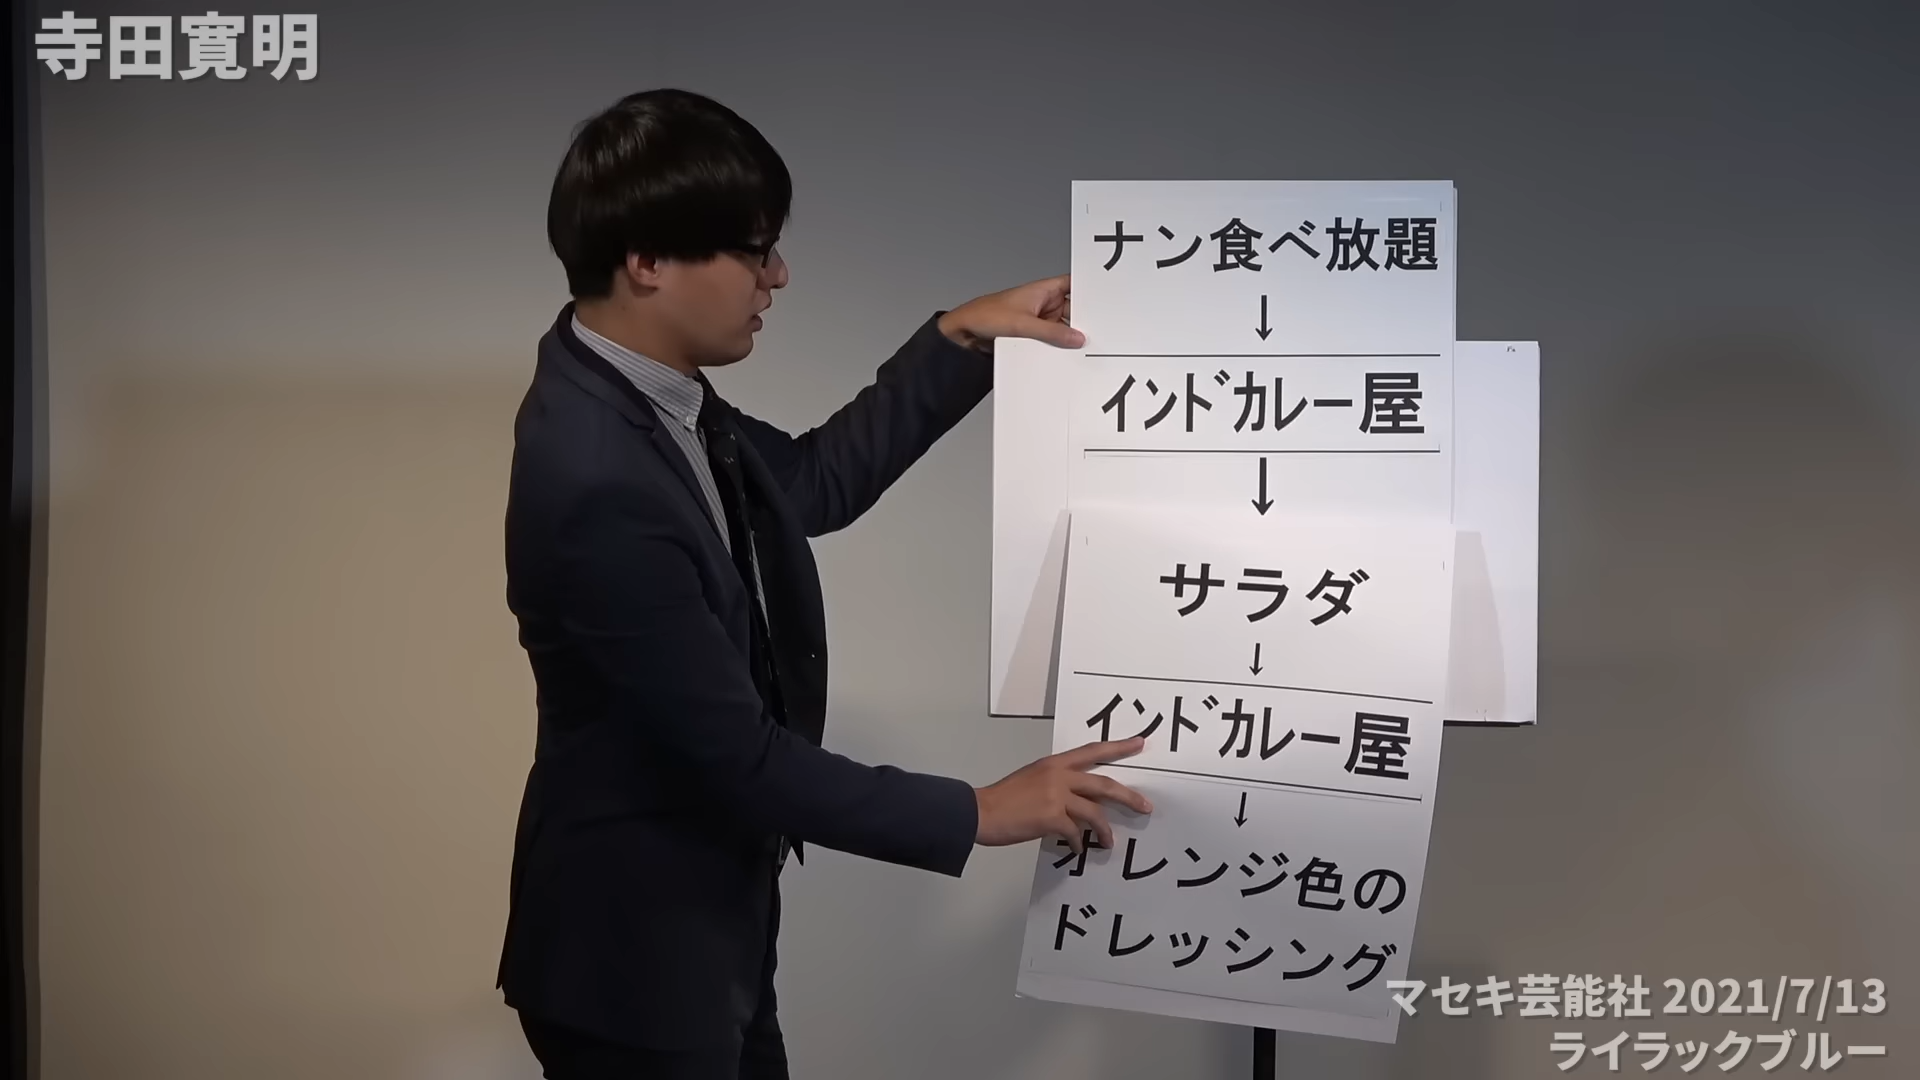 寺田寛明
ナン食べ放題
↓
インドカレー屋
↓
サラダ
↓
インドカレー屋
↓
オレンジ色の
ドレッシング
マセキ芸能社 2021/7/13
ライラックブルー